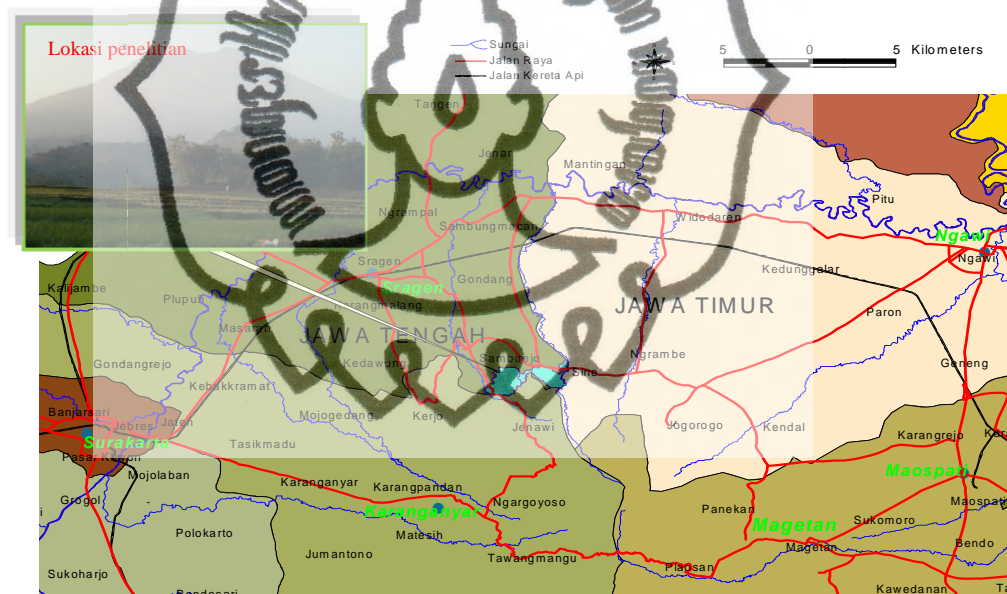 Lokasi penelitian
Sungai
Jalan Raya
Jalan Kereta Api
5 0 5 Kilometers
Tangen
Jenar
Mantingan
Pitu
Ngrampal
Sambungmacan
Widodaren
Ngawi
Ngawi
Sragen
Sragen
Gondang
Kedunggalar
Kalijambe
Plupuh
Karangmalang
JAWA TIMUR
Paron
Masaran
JAWA TENGAH
Gondangrejo
Kedawung
Sambirejo
Sine
Ngrambe
Geneng
Kebakkramat
Banjarsari
Jebres
Jaten
Mojogedang
Kerjo
Jenawi
Jogorogo
Kendal
Karangrejo
Surakarta
Tasikmadu
Pasar Kliwon
Mojolaban
Maospati
Karanganyar
Karangpandan
Grogol
Ngargoyoso
Panekan
Maospati
Karanganyar
Magetan
Sukomoro
Polokarto
Matesih
Magetan
Bendo
Jumantono
Tawangmangu
Plaosan
Sukoharjo
Kawedanan
Bendosari